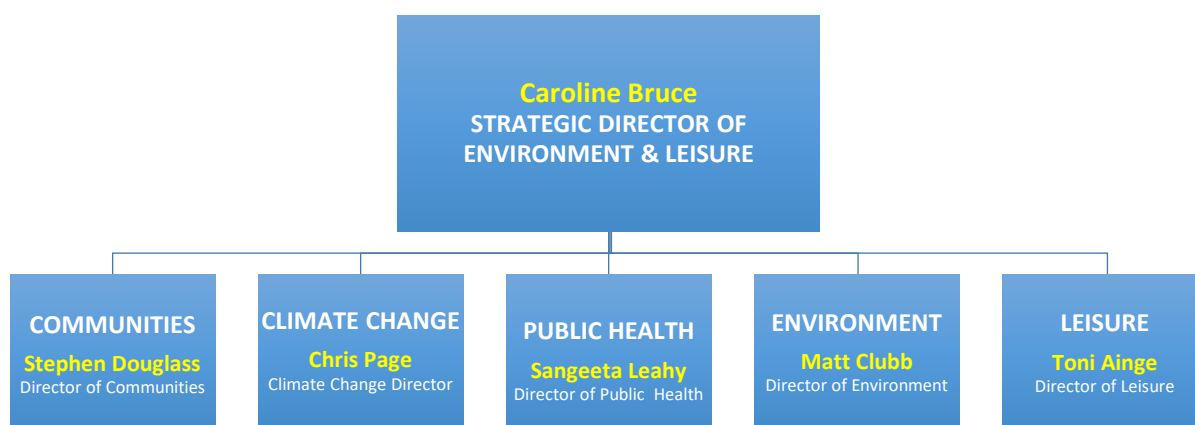 Caroline Bruce
STRATEGIC DIRECTOR OF
ENVIRONMENT & LEISURE
COMMUNITIES
Stephen Douglass
Director of Communities
CLIMATE CHANGE
Chris Page
Climate Change Director
PUBLIC HEALTH
Sangeeta Leahy
Director of Public Health
ENVIRONMENT
Matt Clubb
Director of Environment
LEISURE
Toni Ainge
Director of Leisure